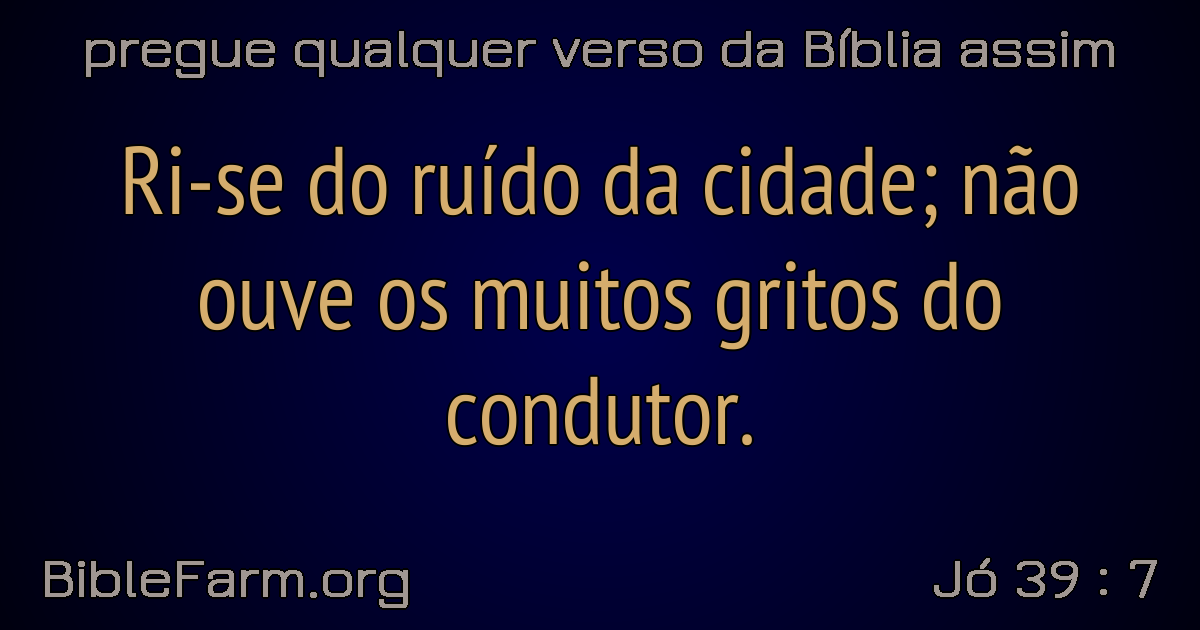 pregue qualquer verso da Bíblia assim
Ri-se do ruído da cidade; não
ouve os muitos gritos do
condutor.
BibleFarm.org
Jó 39 : 7